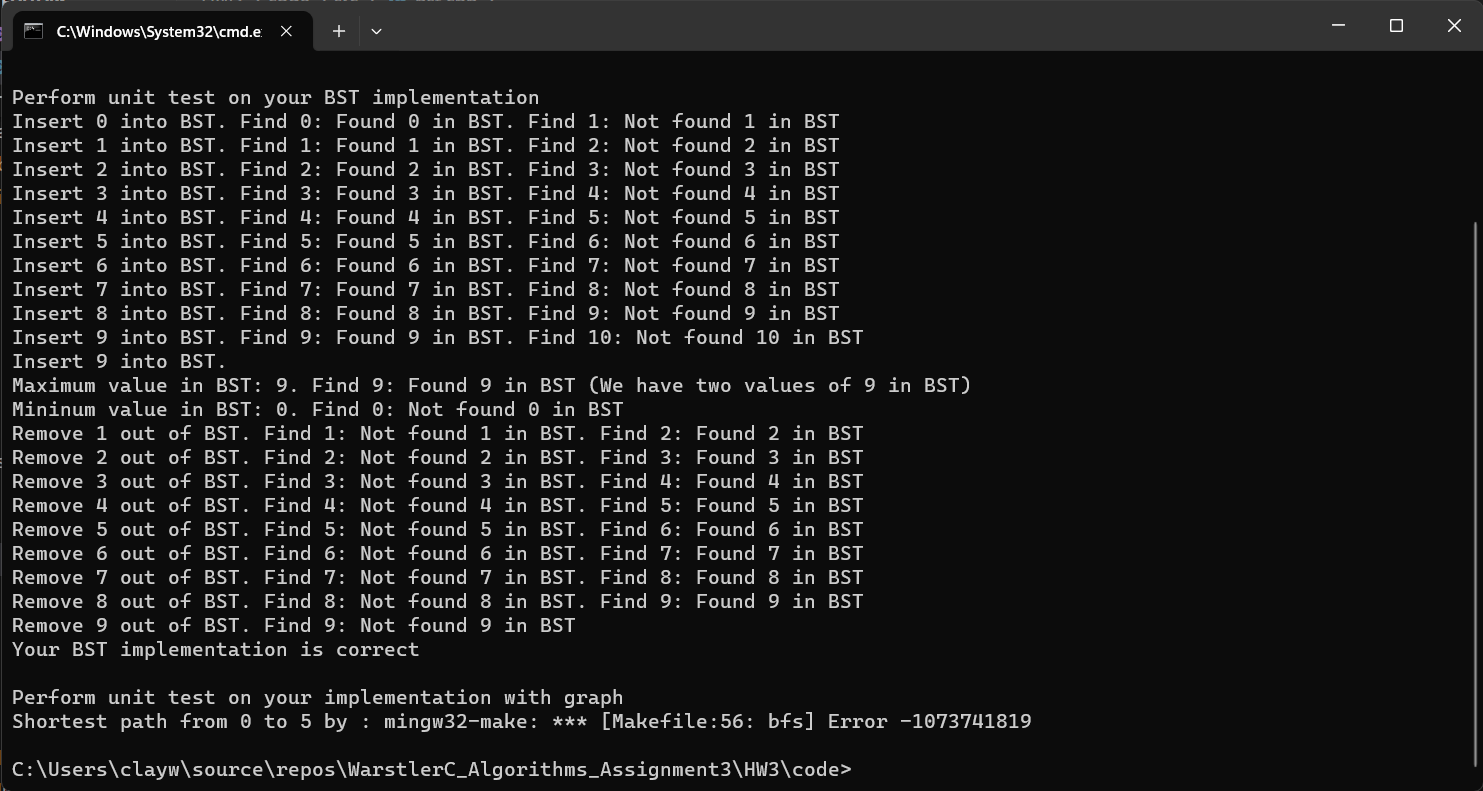 C:\Windows\System32\cmd.e
Perform unit test on your BST implementation
Insert 0 into BST. Find 0: Found 0 in BST. Find 1: Not found 1 in BST
Insert 1 into BST. Find 1: Found 1 in BST. Find 2: Not found 2 in BST
Insert 2 into BST. Find 2: Found 2 in BST. Find 3: Not found 3 in BST
Insert 3 into BST. Find 3: Found 3 in BST. Find 4: Not found 4 in BST
Insert 4 into BST. Find 4: Found 4 in BST. Find 5: Not found 5 in BST
Insert 5 into BST. Find 5: Found 5 in BST. Find 6: Not found 6 in BST
Insert 6 into BST. Find 6: Found 6 in BST. Find 7: Not found 7 in BST
Insert 7 into BST. Find 7: Found 7 in BST. Find 8: Not found 8 in BST
Insert 8 into BST. Find 8: Found 8 in BST. Find 9: Not found 9 in BST
Insert 9 into BST. Find 9: Found 9 in BST. Find 10: Not found 10 in BST
Insert 9 into BST.
Maximum value in BST: 9. Find 9: Found 9 in BST (We have two values of 9 in BST)
Mininum value in BST: 0. Find 0: Not found 0 in BST
Remove 1 out of BST. Find 1: Not found 1 in BST. Find 2: Found 2 in BST
Remove 2 out of BST. Find 2: Not found 2 in BST. Find 3: Found 3 in BST
Remove 3 out of BST. Find 3: Not found 3 in BST. Find 4: Found 4 in BST
Remove 4 out of BST. Find 4: Not found 4 in BST. Find 5: Found 5 in BST
Remove 5 out of BST. Find 5: Not found 5 in BST. Find 6: Found 6 in BST
Remove 6 out of BST. Find 6: Not found 6 in BST. Find 7: Found 7 in BST
Remove 7 out of BST. Find 7: Not found 7 in BST. Find 8: Found 8 in BST
Remove 8 out of BST. Find 8: Not found 8 in BST. Find 9: Found 9 in BST
Remove 9 out of BST. Find 9: Not found 9 in BST
Your BST implementation is correct
Perform unit test on your implementation with graph
Shortest path from 0 to 5 by : mingw32-make: *** [Makefile:56: bfs] Error -1073741819
C:\Users\clayw\source\repos\WarstlerC_Algorithms_Assignment3\HW3\code>